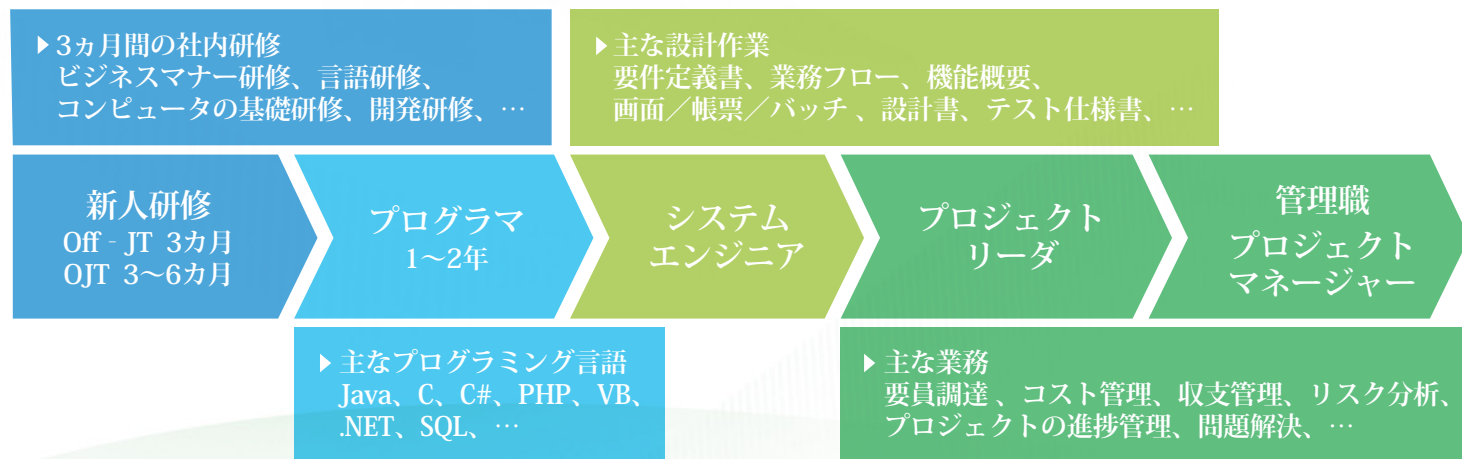 ▶3ヵ月間の社内研修
ビジネスマナー研修、言語研修、
コンピュータの基礎研修、開発研修、…
▶主な設計作業
要件定義書、業務フロー、機能概要、
画面／帳票／バッチ 、設計書、テスト仕様書、…
新人研修
Off‐JT 3カ月
OJT 3〜6カ月
プログラマ
1〜2年
システム
エンジニア
プロジェクト
リーダ
管理職
プロジェクト
マネージャー
▶主なプログラミング言語
Java、C、C#、PHP、VB、
.NET、SQL、…
▶主な業務
要員調達 、コスト管理、収支管理、リスク分析、
プロジェクトの進捗管理、問題解決、…